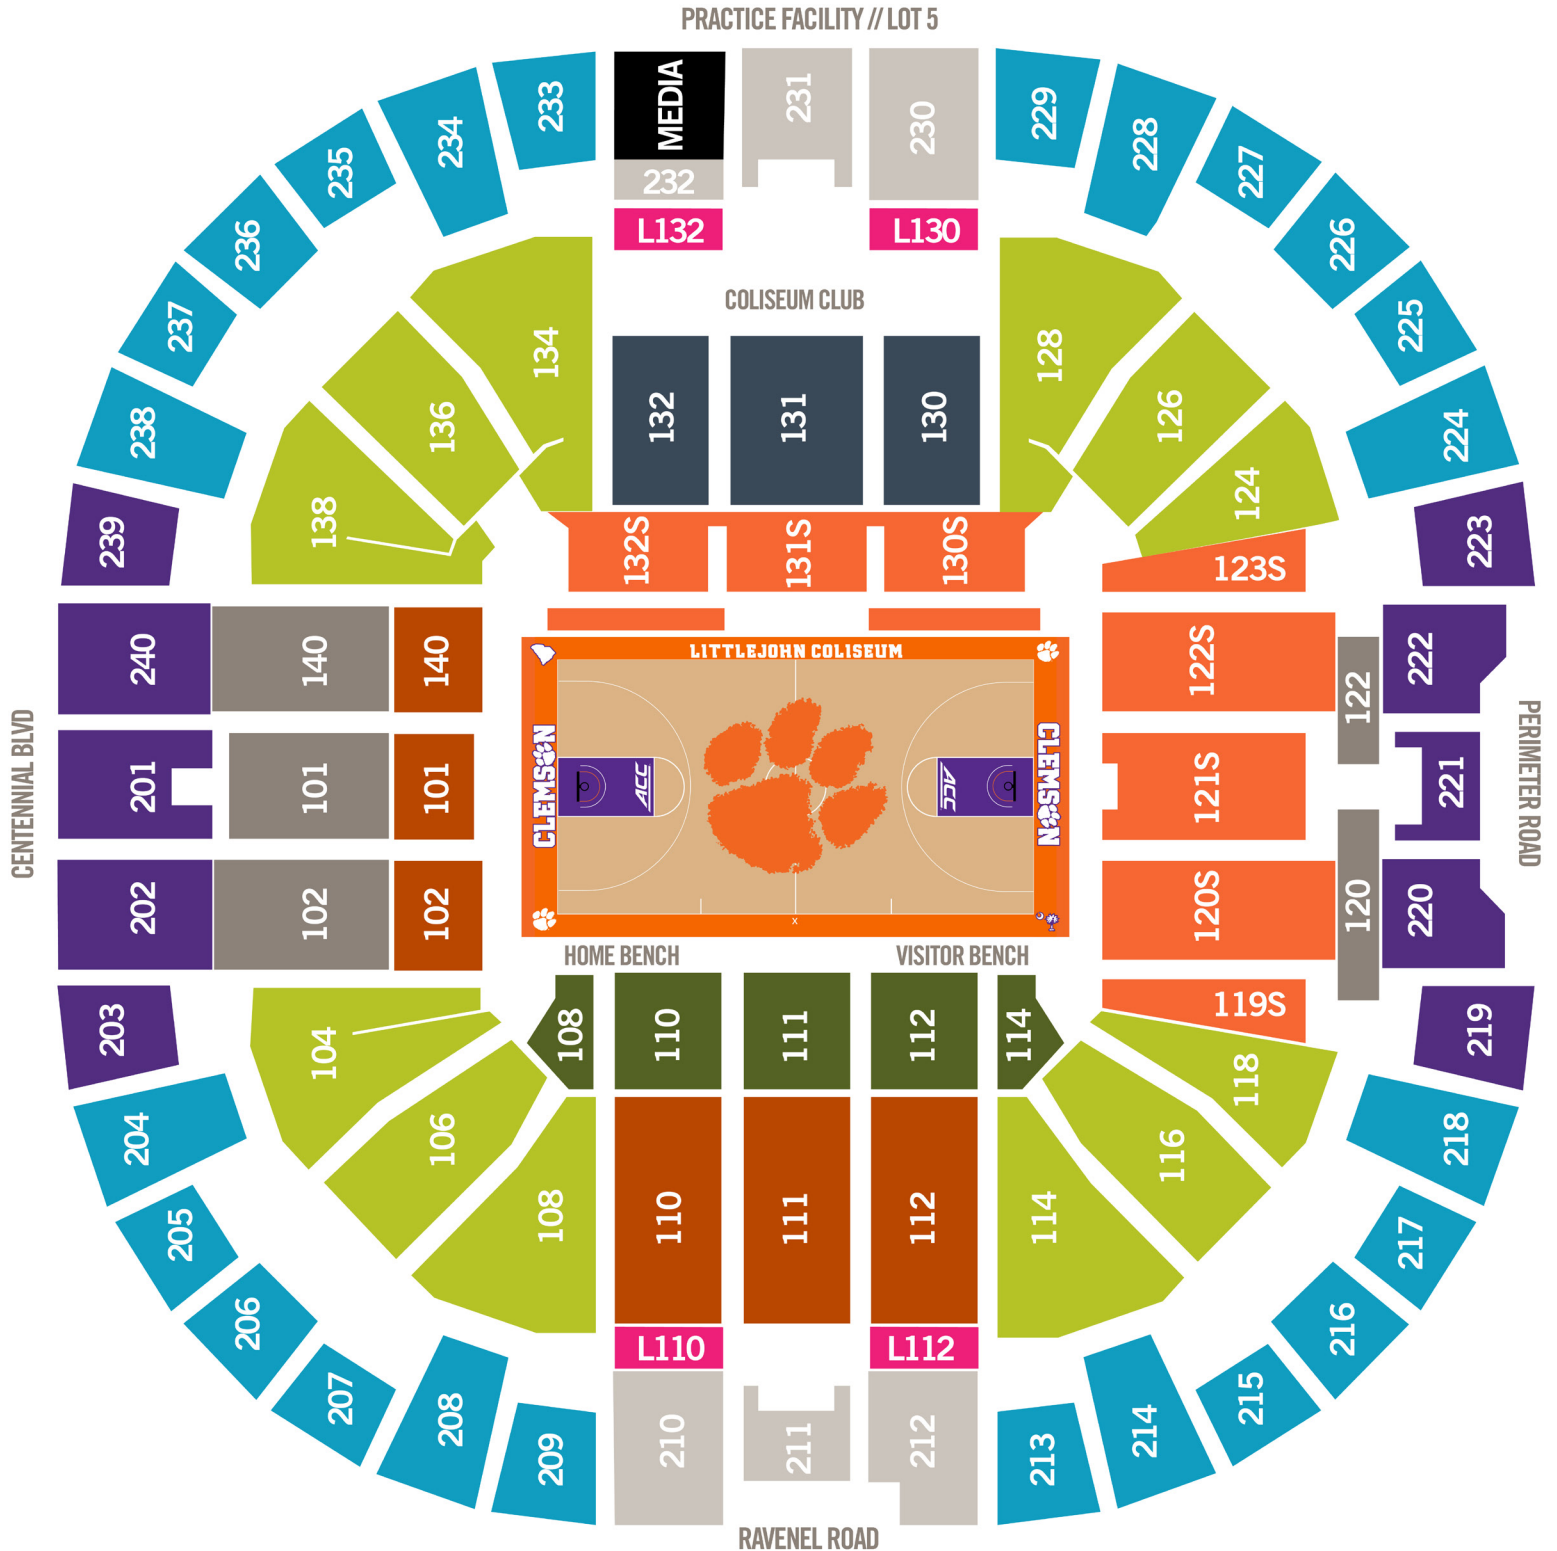 PRACTICE FACILITY // LOT 5
233
MEDIA
231
230
229
234
228
232
235
227
L132
L130
236
226
COLISEUM CLUB
237
225
134
128
132
131
130
136
126
238
224
138
124
239
132S
131S
130S
223
123S
LITTLEJOHN COLISEUM
240
140
140
122S
122
222
CENTENNIAL BLVD
201
101
101
CLEMSON
ACC
ACC
CLEMSON
121S
221
PERIMETER ROAD
202
102
102
120S
120
220
X
HOME BENCH
VISITOR BENCH
203
104
108
110
111
112
114
119S
219
118
204
106
116
218
205
108
110
111
112
114
217
206
216
L110
L112
207
215
208
214
209
210
211
212
213
RAVENEL ROAD